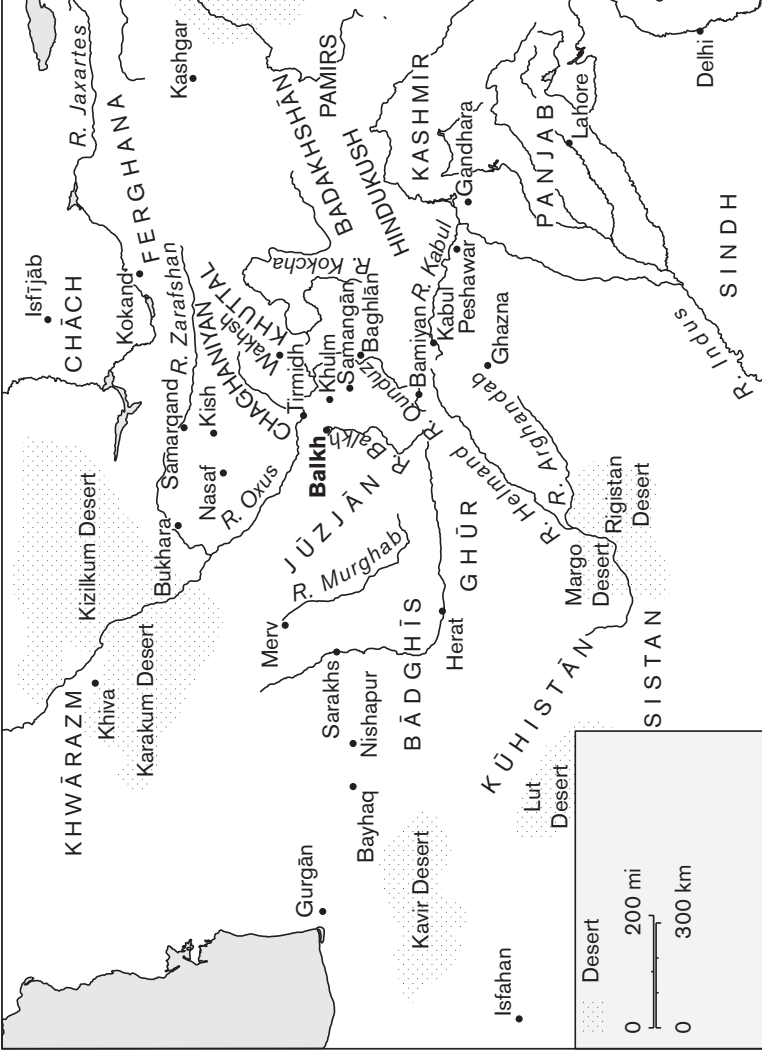 Isfījāb
CHĀCH
R. Jaxartes
FERGHANA
Kashgar
Kokand
R. Zarafshan
KHWĀRAZM
Khiva
Kizilkum Desert
Karakum Desert
Bukhara
Samarqand
Kish
Nasaf
R. Oxus
CHAGHANIYAN
KHUTTAL
Wakhsh
Tirmidh
Khulm
Samangān
Baghlān
Balkh
R. Balkh
R. Qunduz
R. Kokcha
BADAKHSHĀN
PAMIRS
HINDUKUSH
KASHMIR
Gandhara
PANJAB
Lahore
Delhi
SINDH
R. Indus
Bamiyan
R. Kabul
Kabul
Peshawar
Ghazna
R. Arghandab
R. Helmand
JŪZJĀN
R. Murghab
GHŪR
Merv
Sarakhs
Nishapur
BĀDGHĪS
Herat
Margo
Desert
Rigistan
Desert
KŪHISTĀN
SISTAN
Gurgān
Bayhaq
Kavir Desert
Lut
Desert
Isfahan
Desert
0 200 mi
0 300 km